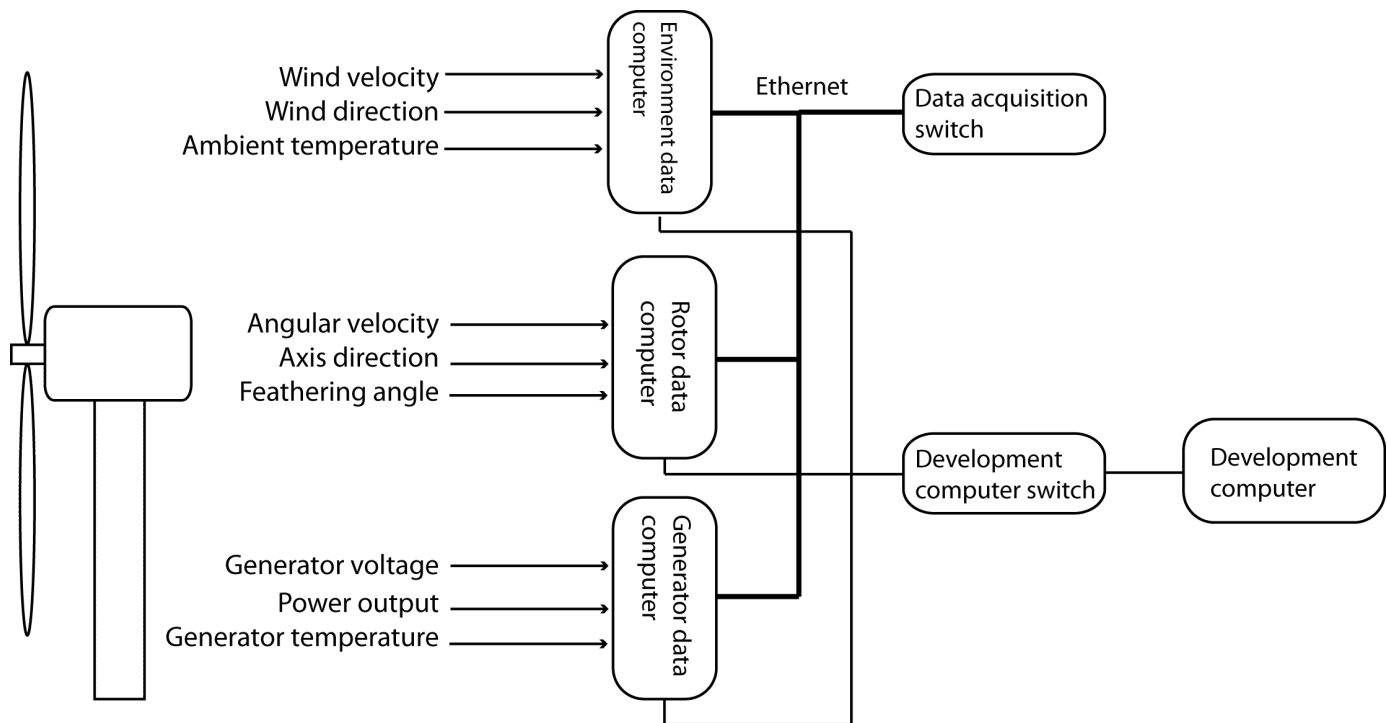 Wind velocity
Wind direction
Ambient temperature
Environment data
computer
Ethernet
Data acquisition
switch
Angular velocity
Axis direction
Feathering angle
Rotor data
computer
Development
computer switch
Development
computer
Generator voltage
Power output
Generator temperature
Generator data
computer